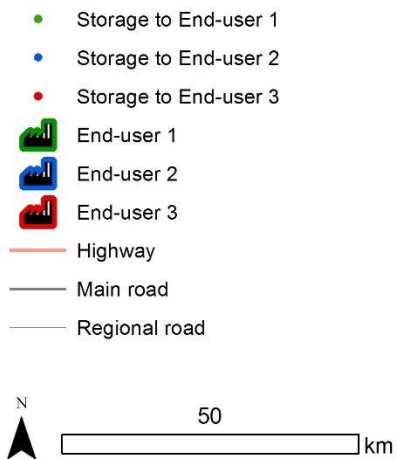 Storage to End-user 1
Storage to End-user 2
Storage to End-user 3
End-user 1
End-user 2
End-user 3
Highway
Main road
Regional road
N
50
km